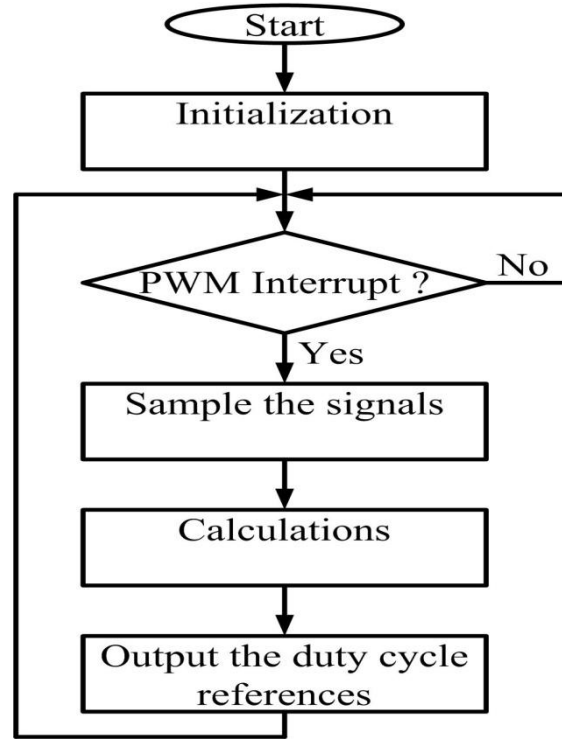 Start
Initialization
PWM Interrupt ?
No
Yes
Sample the signals
Calculations
Output the duty cycle
references